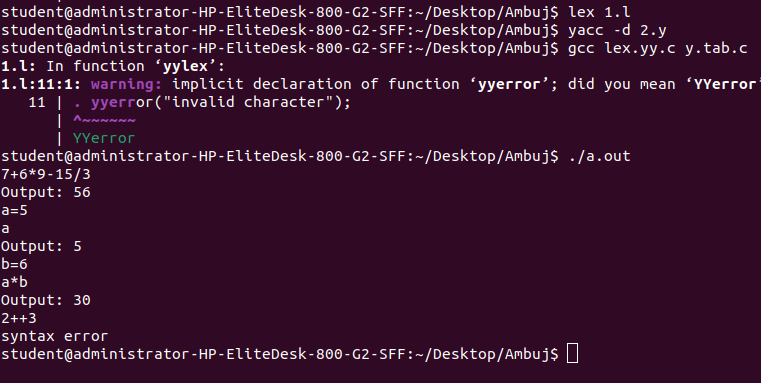 student@administrator-HP-EliteDesk-800-G2-SFF:~/Desktop/Ambuj$ lex 1.l
student@administrator-HP-EliteDesk-800-G2-SFF:~/Desktop/Ambuj$ yacc -d 2.y
student@administrator-HP-EliteDesk-800-G2-SFF:~/Desktop/Ambuj$ gcc lex.yy.c y.tab.c
1.l: In function ‘yylex’:
1.l:11:1: warning: implicit declaration of function ‘yyerror’; did you mean ‘YYerror’
   11 | . yyerror("invalid character");
      | ^~~~~~~
      | YYerror
student@administrator-HP-EliteDesk-800-G2-SFF:~/Desktop/Ambuj$ ./a.out
7+6*9-15/3
Output: 56
a=5
a
Output: 5
b=6
a*b
Output: 30
2++3
syntax error
student@administrator-HP-EliteDesk-800-G2-SFF:~/Desktop/Ambuj$